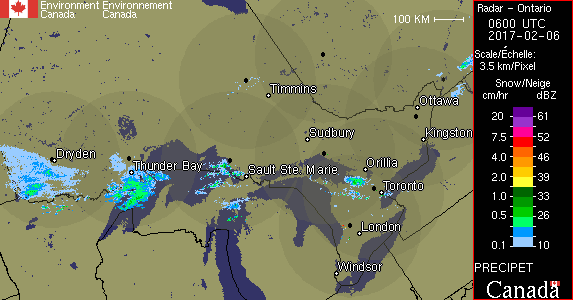 Environment Environnement
Canada Canada
100 KM
Timmins
Ottawa
Sudbury
Kingston
Dryden
Thunder Bay
Sault Ste. Marie
Orillia
Toronto
London
Windsor
Radar - Ontario
0600 UTC
2017-02-06
Scale/Échelle:
3.5 km/Pixel
Snow/Neige
cm/hr dBZ
20 61
7.5 57
5.0 52
4.0 46
2.0 39
1.0 33
0.5 26
0.1 10
PRECIPET
Canada